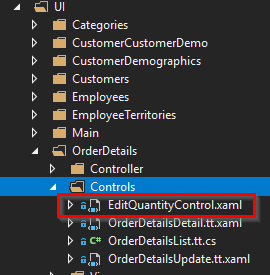 UI
Categories
CustomerCustomerDemo
CustomerDemographics
Customers
Employees
EmployeeTerritories
Main
OrderDetails
Controller
Controls
EditQuantityControl.xaml
OrderDetailsDetail.tt.xaml
C# OrderDetailsList.tt.cs
OrderDetailsUpdate.tt.xaml